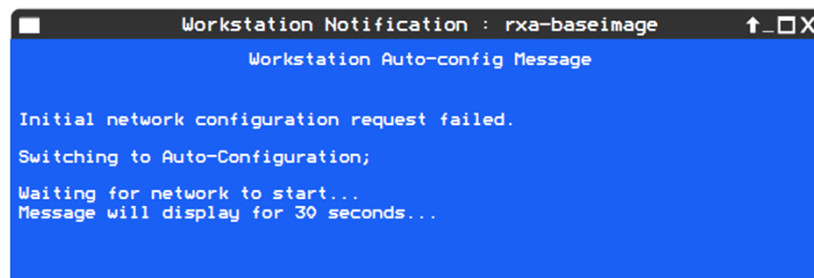 Workstation Notification : rxa-baseimage
Workstation Auto-config Message
Initial network configuration request failed.
Switching to Auto-Configuration;
Waiting for network to start...
Message will display for 30 seconds...